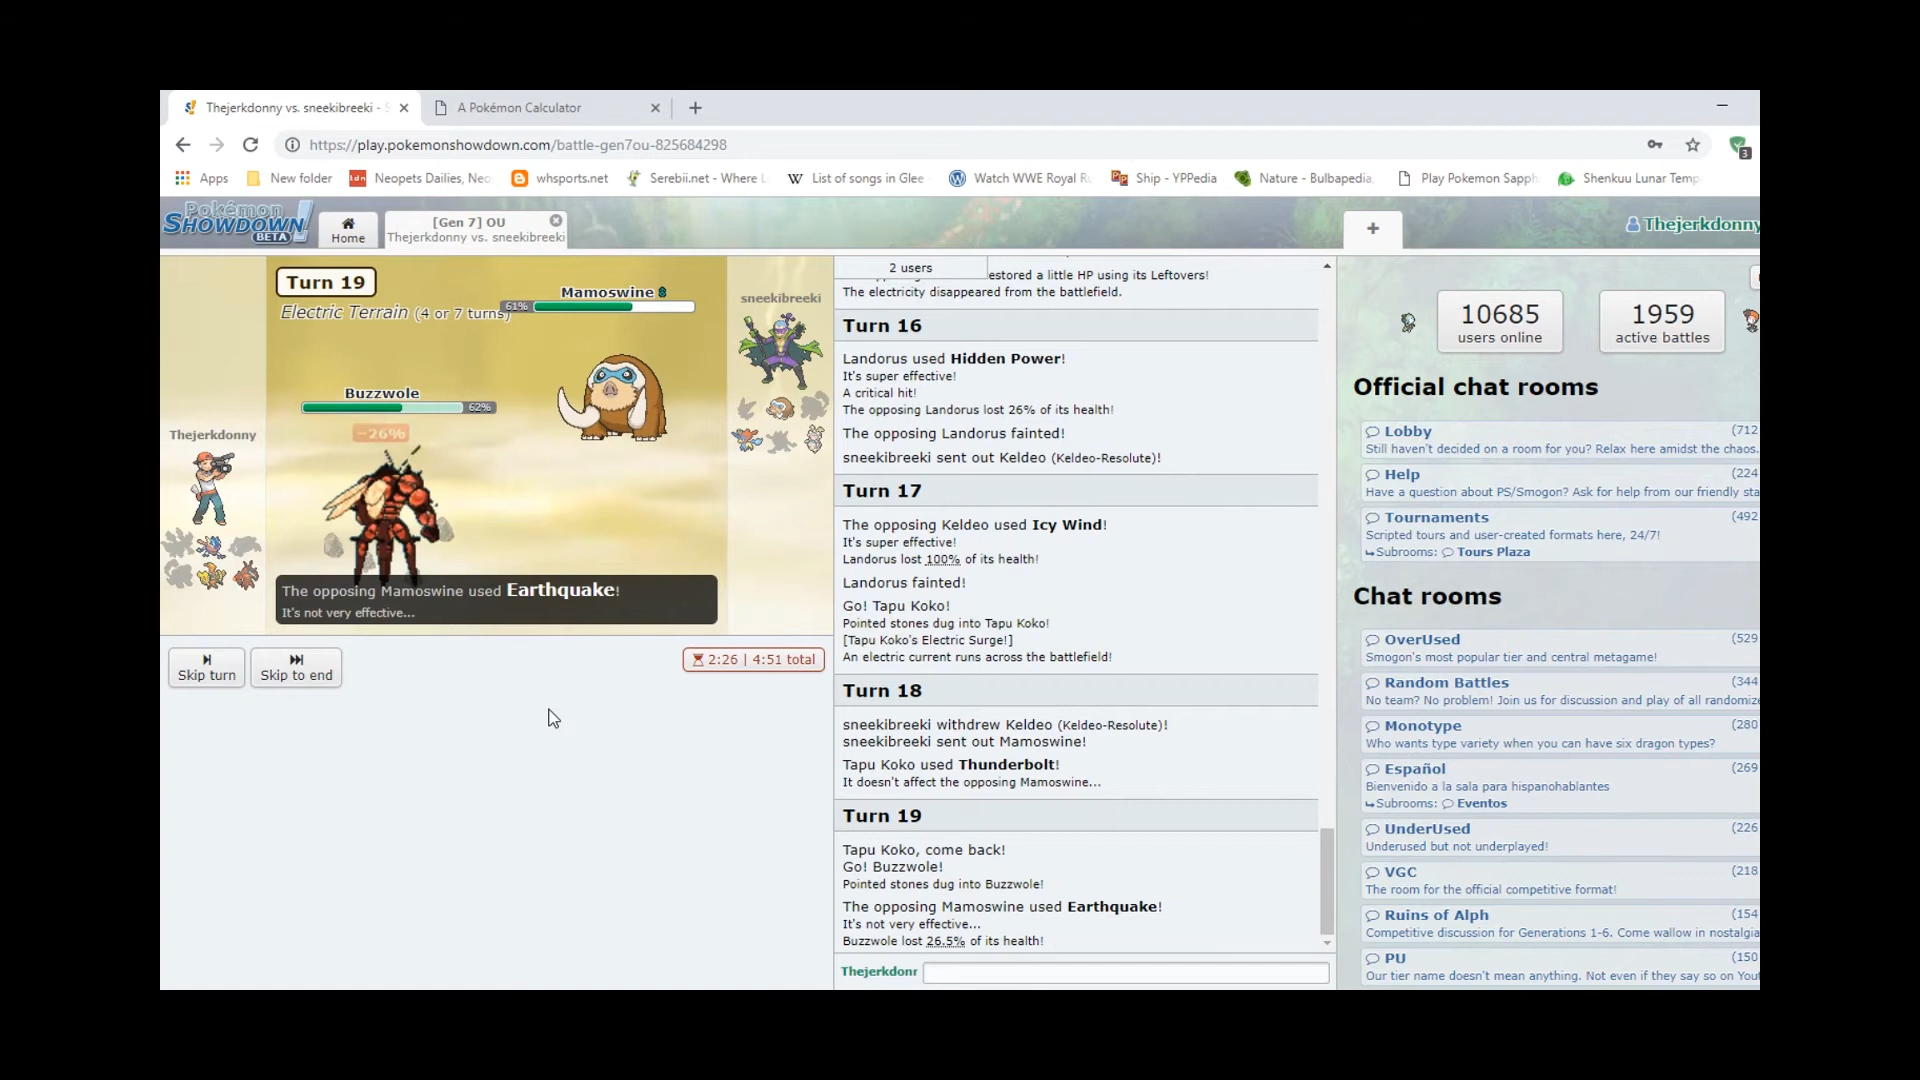 Thejerkdonny vs. sneekibreeki - S
A Pokémon Calculator
https://play.pokemonshowdown.com/battle-gen7ou-825684298
3
Apps
New folder
ldn
Neopets Dailies, Neo
whsports.net
Serebii.net - Where L
W
List of songs in Glee
Watch WWE Royal Ru
Ship - YPPedia
Nature - Bulbapedia,
Play Pokemon Sapph
Shenkuu Lunar Temp
Pokémon
SHOWDOWN!
BETA
Home
[Gen 7] OU
Thejerkdonny vs. sneekibreeki
+
Thejerkdonny
Turn 19
Electric Terrain (4 or 7 turns)
Mamoswine
61%
Buzzwole
62%
-26%
Thejerkdonny
sneekibreeki
The opposing Mamoswine used Earthquake!
It's not very effective...
Skip turn
Skip to end
2:26 | 4:51 total
2 users
estored a little HP using its Leftovers!
The electricity disappeared from the battlefield.
Turn 16
Landorus used Hidden Power!
It's super effective!
A critical hit!
The opposing Landorus lost 26% of its health!
The opposing Landorus fainted!
sneekibreeki sent out Keldeo (Keldeo-Resolute)!
Turn 17
The opposing Keldeo used Icy Wind!
It's super effective!
Landorus lost 100% of its health!
Landorus fainted!
Go! Tapu Koko!
Pointed stones dug into Tapu Koko!
[Tapu Koko's Electric Surge!]
An electric current runs across the battlefield!
Turn 18
sneekibreeki withdrew Keldeo (Keldeo-Resolute)!
sneekibreeki sent out Mamoswine!
Tapu Koko used Thunderbolt!
It doesn't affect the opposing Mamoswine...
Turn 19
Tapu Koko, come back!
Go! Buzzwole!
Pointed stones dug into Buzzwole!
The opposing Mamoswine used Earthquake!
It's not very effective...
Buzzwole lost 26.5% of its health!
Thejerkdonr
10685
users online
1959
active battles
Official chat rooms
Lobby (712
Still haven't decided on a room for you? Relax here amidst the chaos.
Help (224
Have a question about PS/Smogon? Ask for help from our friendly sta
Tournaments (492
Scripted tours and user-created formats here, 24/7!
Subrooms: Tours Plaza
Chat rooms
OverUsed (529
Smogon's most popular tier and central metagame!
Random Battles (344
No team? No problem! Join us for discussion and play of all randomize
Monotype (280
Who wants type variety when you can have six dragon types?
Español (269
Bienvenido a la sala para hispanohablantes
Subrooms: Eventos
UnderUsed (226
Underused but not underplayed!
VGC (218
The room for the official competitive format!
Ruins of Alph (154
Competitive discussion for Generations 1-6. Come wallow in nostalgia
PU (150
Our tier name doesn't mean anything. Not even if they say so on You